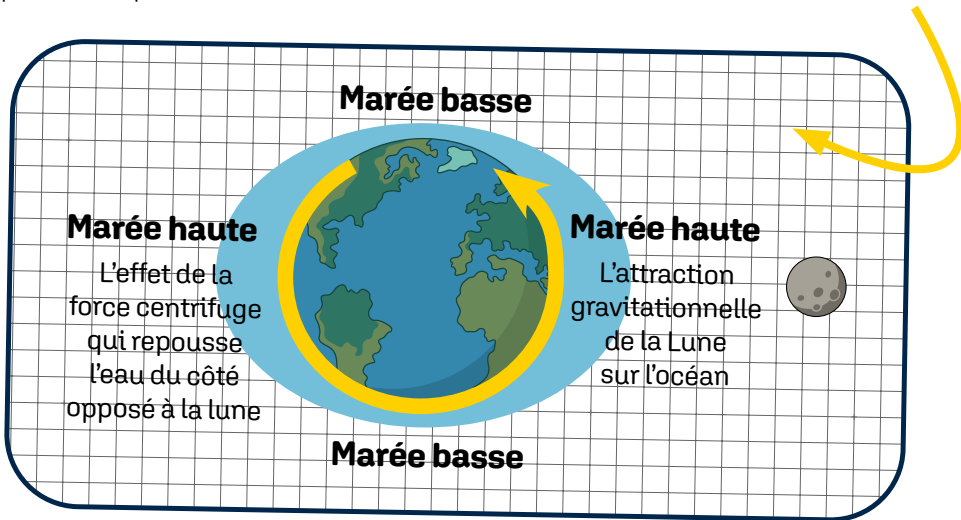 Marée basse
Marée haute
L'effet de la
force centrifuge
qui repousse
l'eau du côté
opposé à la lune
Marée haute
L'attraction
gravitationnelle
de la Lune
sur l'océan
Marée basse